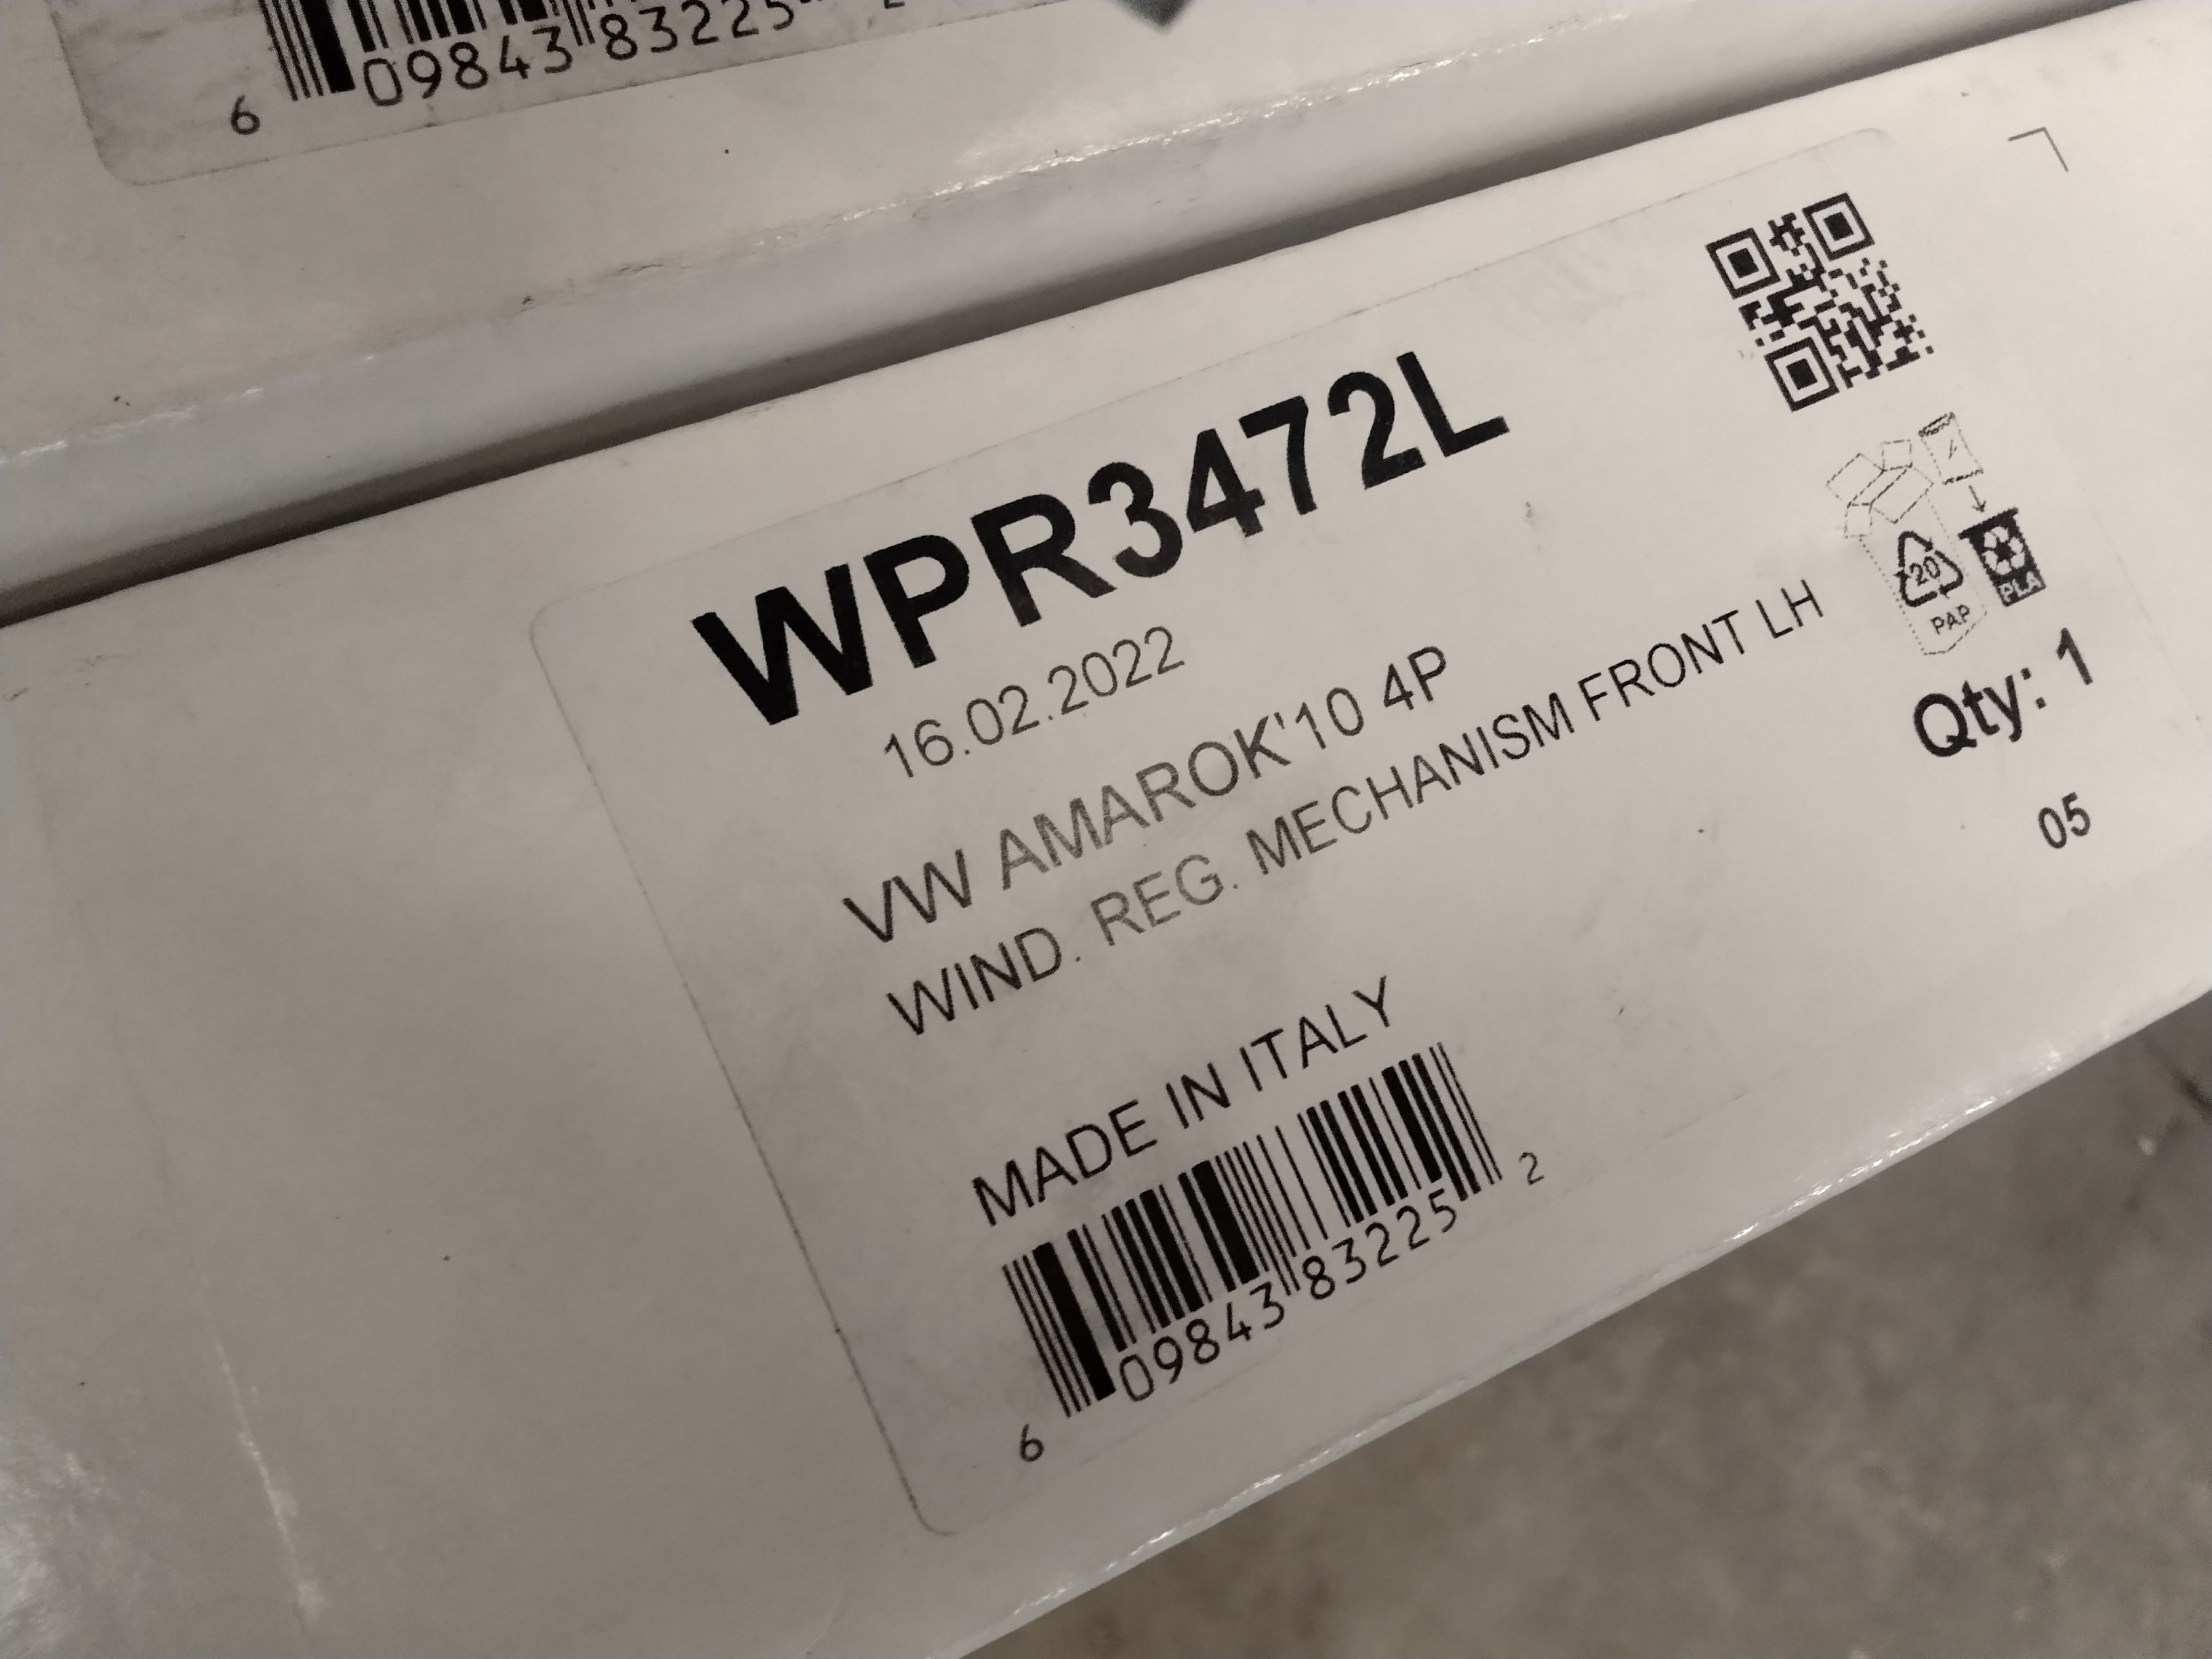 6 09843 83225
WPR3472L
16.02.2022
VW AMAROK'10 4P
WIND. REG. MECHANISM FRONT LH
20
PAP
PLA
Qty: 1
05
MADE IN ITALY
6 09843 83225 2